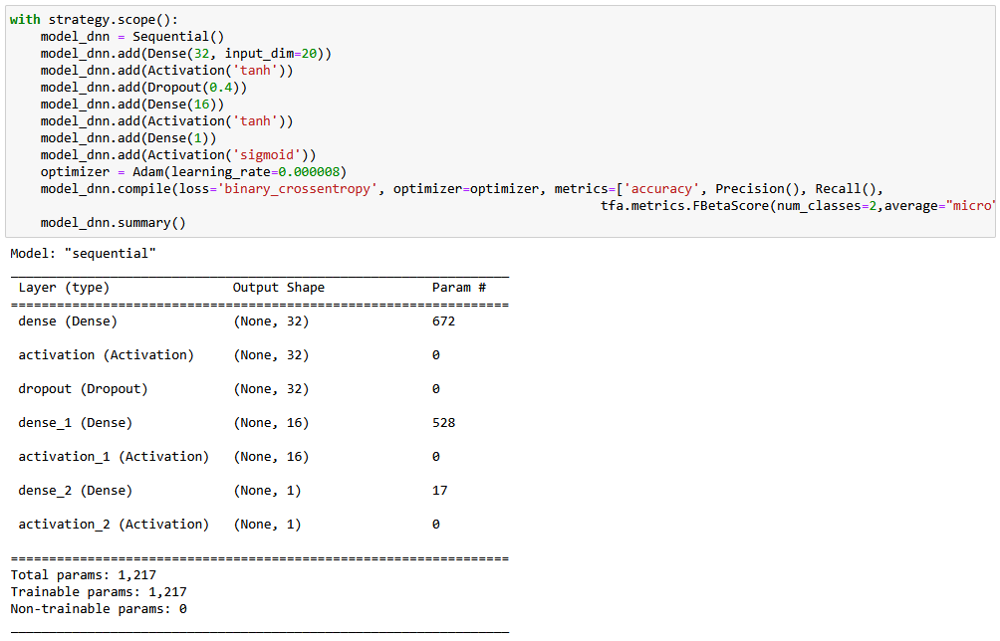 with strategy.scope():
    model_dnn = Sequential()
    model_dnn.add(Dense(32, input_dim=20))
    model_dnn.add(Activation('tanh'))
    model_dnn.add(Dropout(0.4))
    model_dnn.add(Dense(16))
    model_dnn.add(Activation('tanh'))
    model_dnn.add(Dense(1))
    model_dnn.add(Activation('sigmoid'))
    optimizer = Adam(learning_rate=0.000008)
    model_dnn.compile(loss='binary_crossentropy', optimizer=optimizer, metrics=['accuracy', Precision(), Recall(),
                                                                             tfa.metrics.FBetaScore(num_classes=2,average="micro"
    model_dnn.summary()
Model: "sequential"
_________________________________________________________________
 Layer (type)                Output Shape              Param #
=================================================================
 dense (Dense)               (None, 32)                672
 activation (Activation)     (None, 32)                0
 dropout (Dropout)           (None, 32)                0
 dense_1 (Dense)             (None, 16)                528
 activation_1 (Activation)   (None, 16)                0
 dense_2 (Dense)             (None, 1)                 17
 activation_2 (Activation)   (None, 1)                 0
=================================================================
Total params: 1,217
Trainable params: 1,217
Non-trainable params: 0
_________________________________________________________________